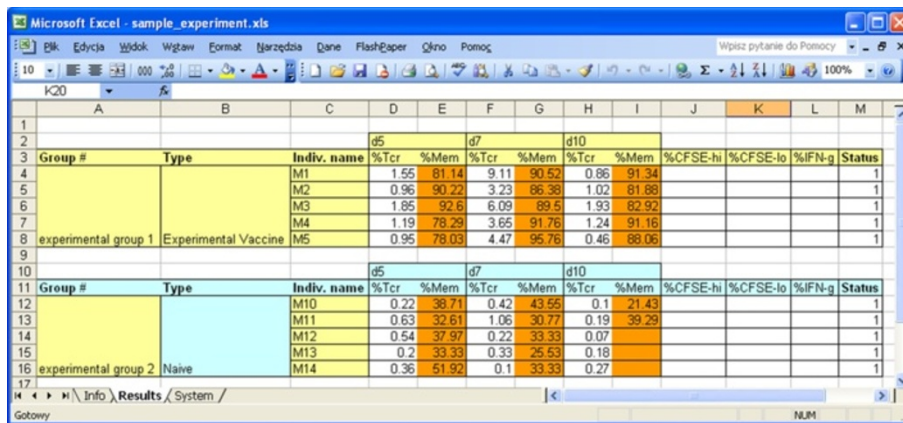 Microsoft Excel - sample_experiment.xls
Plik Edycja Widok Wstaw Format Narzędzia Dane FlashPaper Okno Pomoc Wpisz pytanie do Pomocy
10 000 Σ 100%
K20 fx
A B C D E F G H I J K L M
1
2 d5 d7 d10
3 Group # Type Indiv. name %Tcr %Mem %Tcr %Mem %Tcr %Mem %CFSE-hi %CFSE-lo %IFN-g Status
4 M1 1.55 81.14 9.11 90.52 0.86 91.34 1
5 M2 0.96 90.22 3.23 86.38 1.02 81.88 1
6 M3 1.85 92.6 6.09 89.5 1.93 82.92 1
7 M4 1.19 78.29 3.65 91.76 1.24 91.16 1
8 experimental group 1 Experimental Vaccine M5 0.95 78.03 4.47 95.76 0.46 88.06 1
9
10 d5 d7 d10
11 Group # Type Indiv. name %Tcr %Mem %Tcr %Mem %Tcr %Mem %CFSE-hi %CFSE-lo %IFN-g Status
12 M10 0.22 38.71 0.42 43.55 0.1 21.43 1
13 M11 0.63 32.61 1.06 30.77 0.19 39.29 1
14 M12 0.54 37.97 0.22 33.33 0.07 1
15 M13 0.2 33.33 0.33 25.53 0.18 1
16 experimental group 2 Naive M14 0.36 51.92 0.1 33.33 0.27 1
17
Info Results System
Gotowy NUM